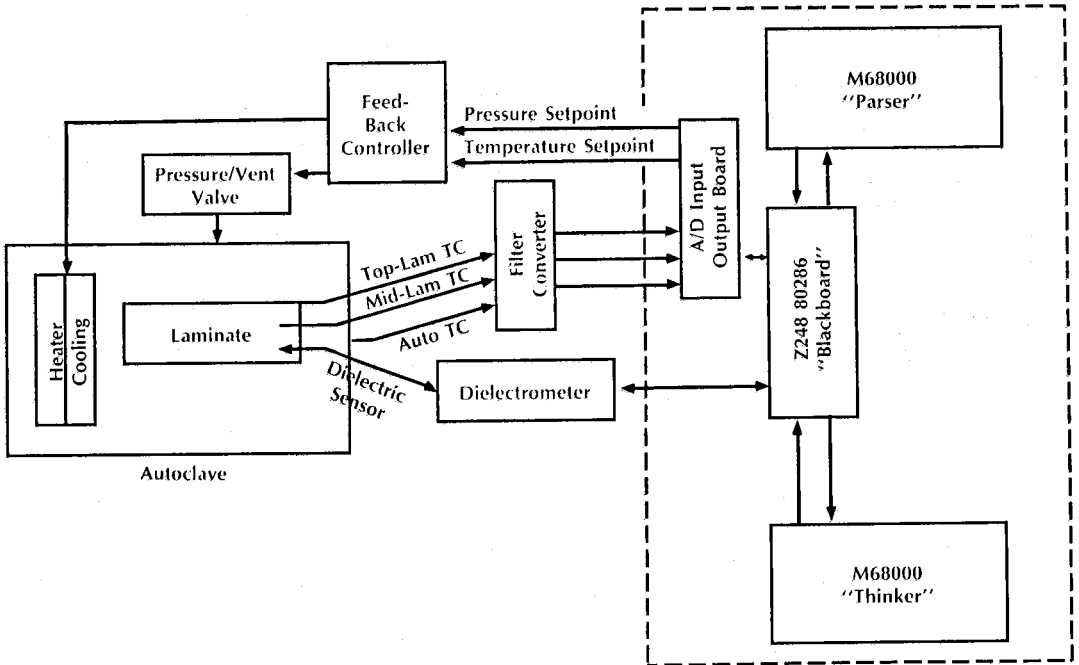 M68000
"Parser"
Feed-
Back
Controller
Pressure Setpoint
Temperature Setpoint
Pressure/Vent
Valve
A/D Input
Output Board
Filter
Converter
Top-Lam TC
Mid-Lam TC
Auto TC
Z248 80286
"Blackboard"
Heater
Cooling
Laminate
Dielectric
Sensor
Dielectrometer
Autoclave
M68000
"Thinker"